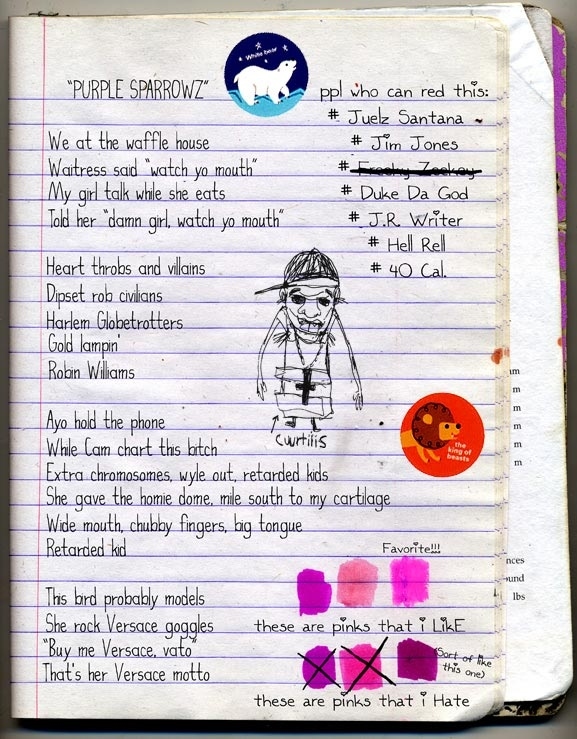 White bear
"PURPLE SPARROWZ"
ppl who can red this:
# Juelz Santana
# Jim Jones
# Freeky Zeekey
# Duke Da God
# J.R. Writer
# Hell Rell
# 40 Cal.
We at the waffle house
Waitress said "watch yo mouth"
My girl talk while she eats
Told her "damn girl, watch yo mouth"
Heart throbs and villains
Dipset rob civilians
Harlem Globetrotters
Gold lampin'
Robin Williams
Cuurtiiis
the king of beasts
Ayo hold the phone
While Cam chart this bitch
Extra chromosomes, wyle out, retarded kids
She gave the homie dome, mile south to my cartilage
Wide mouth, chubby fingers, big tongue
Retarded kid
Favorite!!!
This bird probably models
She rock Versace goggles
"Buy me Versace, vato"
That's her Versace motto
these are pinks that i LikE
(Sort of like
this one)
these are pinks that i Hate
lbs